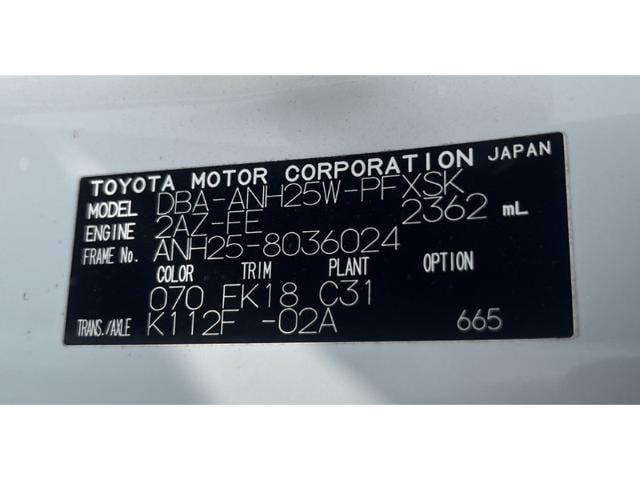 TOYOTA MOTOR CORPORATION JAPAN
MODEL DBA-ANH25W-PFXSK
ENGINE 2AZ-FE 2362 mL
FRAME No. ANH25-8036024
COLOR TRIM PLANT OPTION
070 FK18 C31
TRANS./AXLE K112F -02A 665